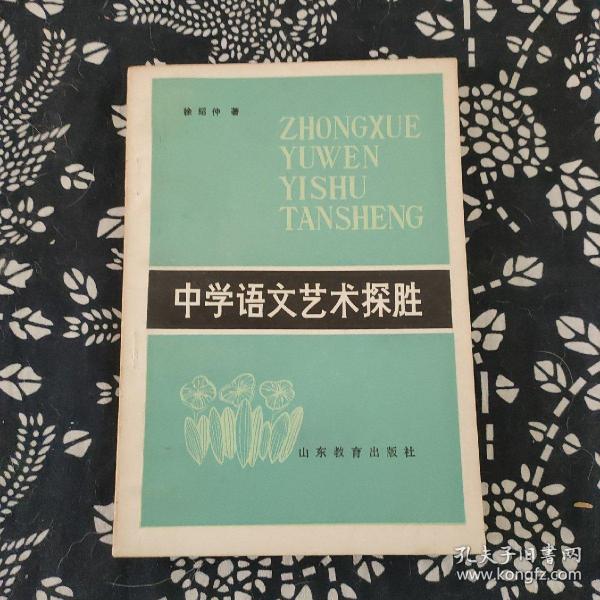 徐绍仲 著
ZHONGXUE
YUWEN
YISHU
TANSHENG
中学语文艺术探胜
山东教育出版社
孔夫子旧书网
www.kongfz.com